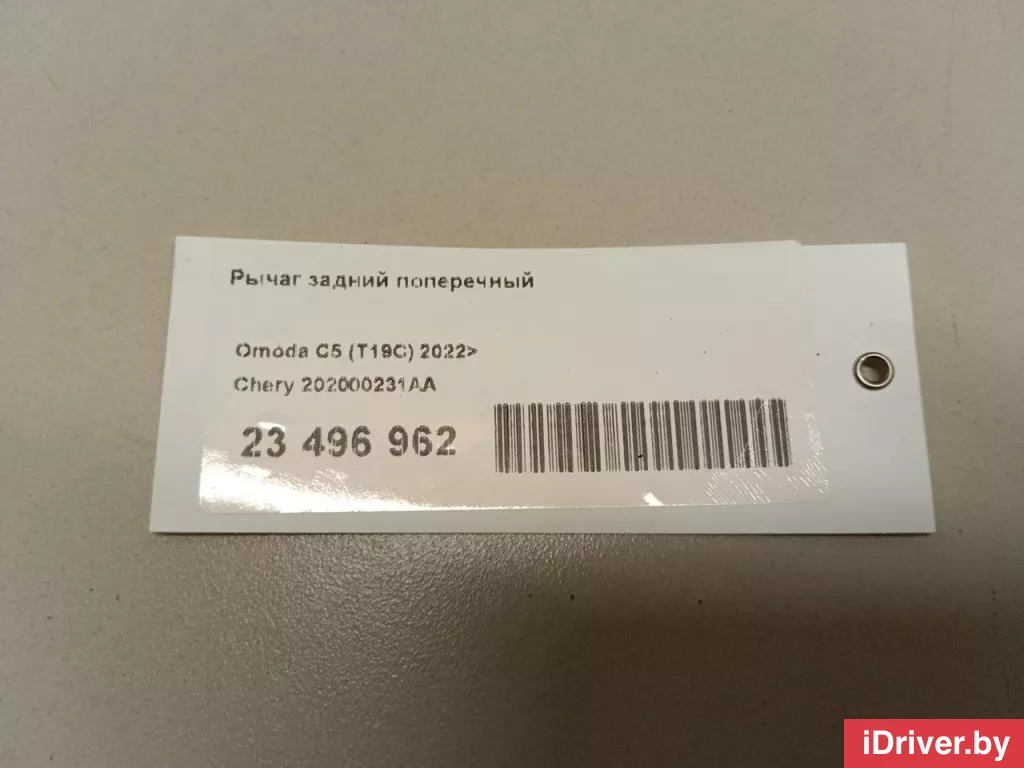 Рычаг задний поперечный
Omoda C5 (T19C) 2022>
Chery 202000231AA
23 496 962
iDriver.by